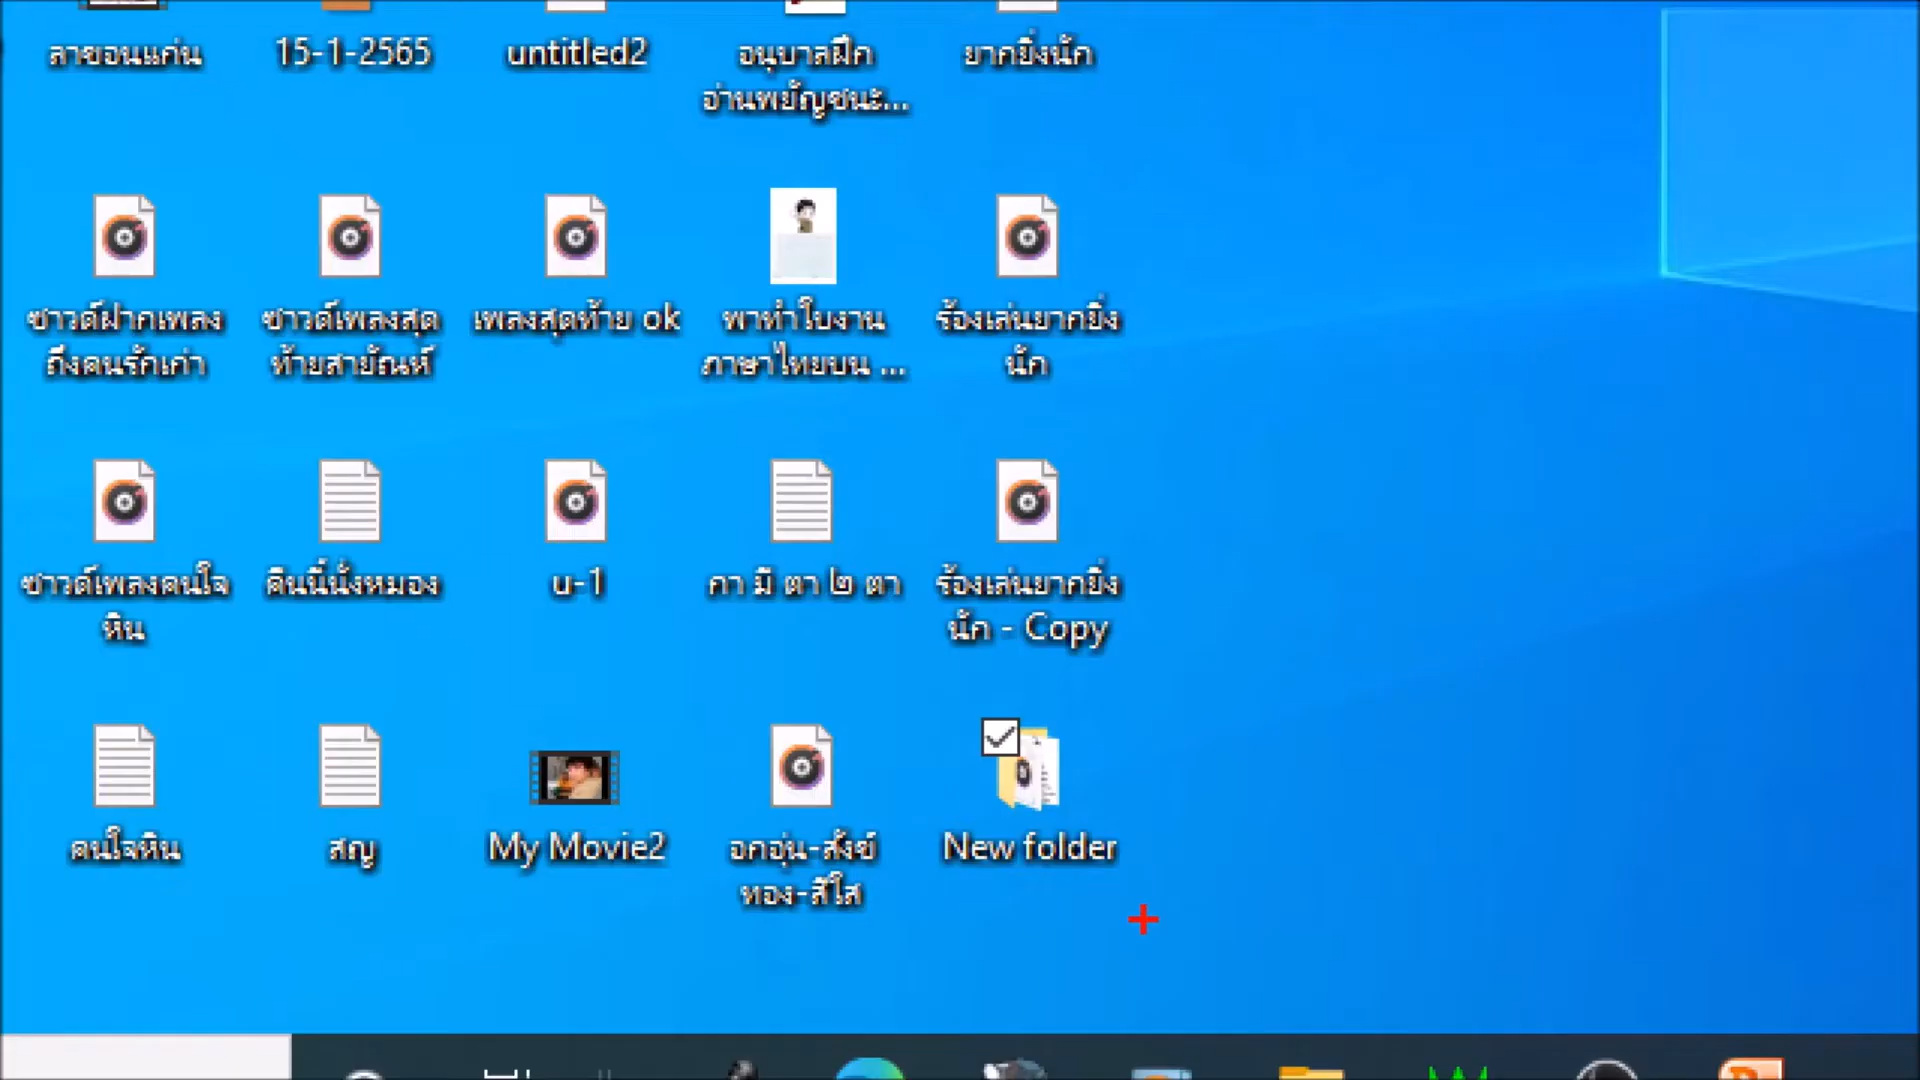 ลาขอนแก่น
15-1-2565
untitled2
อนุบาลฝึก
อ่านพยัญชนะ...
ยากยิ่งนัก
ซาวด์ฝากเพลง
ถึงคนรักเก่า
ซาวด์เพลงสุด
ท้ายสายัณห์
เพลงสุดท้าย ok
พาทำใบงาน
ภาษาไทยบน ...
ร้องเล่นยากยิ่ง
นัก
ซาวด์เพลงคนใจ
หิน
คืนนี้นั่งหมอง
u-1
คา มี ตา ๒ ตา
ร้องเล่นยากยิ่ง
นัก - Copy
คนใจหิน
สญ
My Movie2
อกอุ่น-สังข์
ทอง-สีใส
New folder